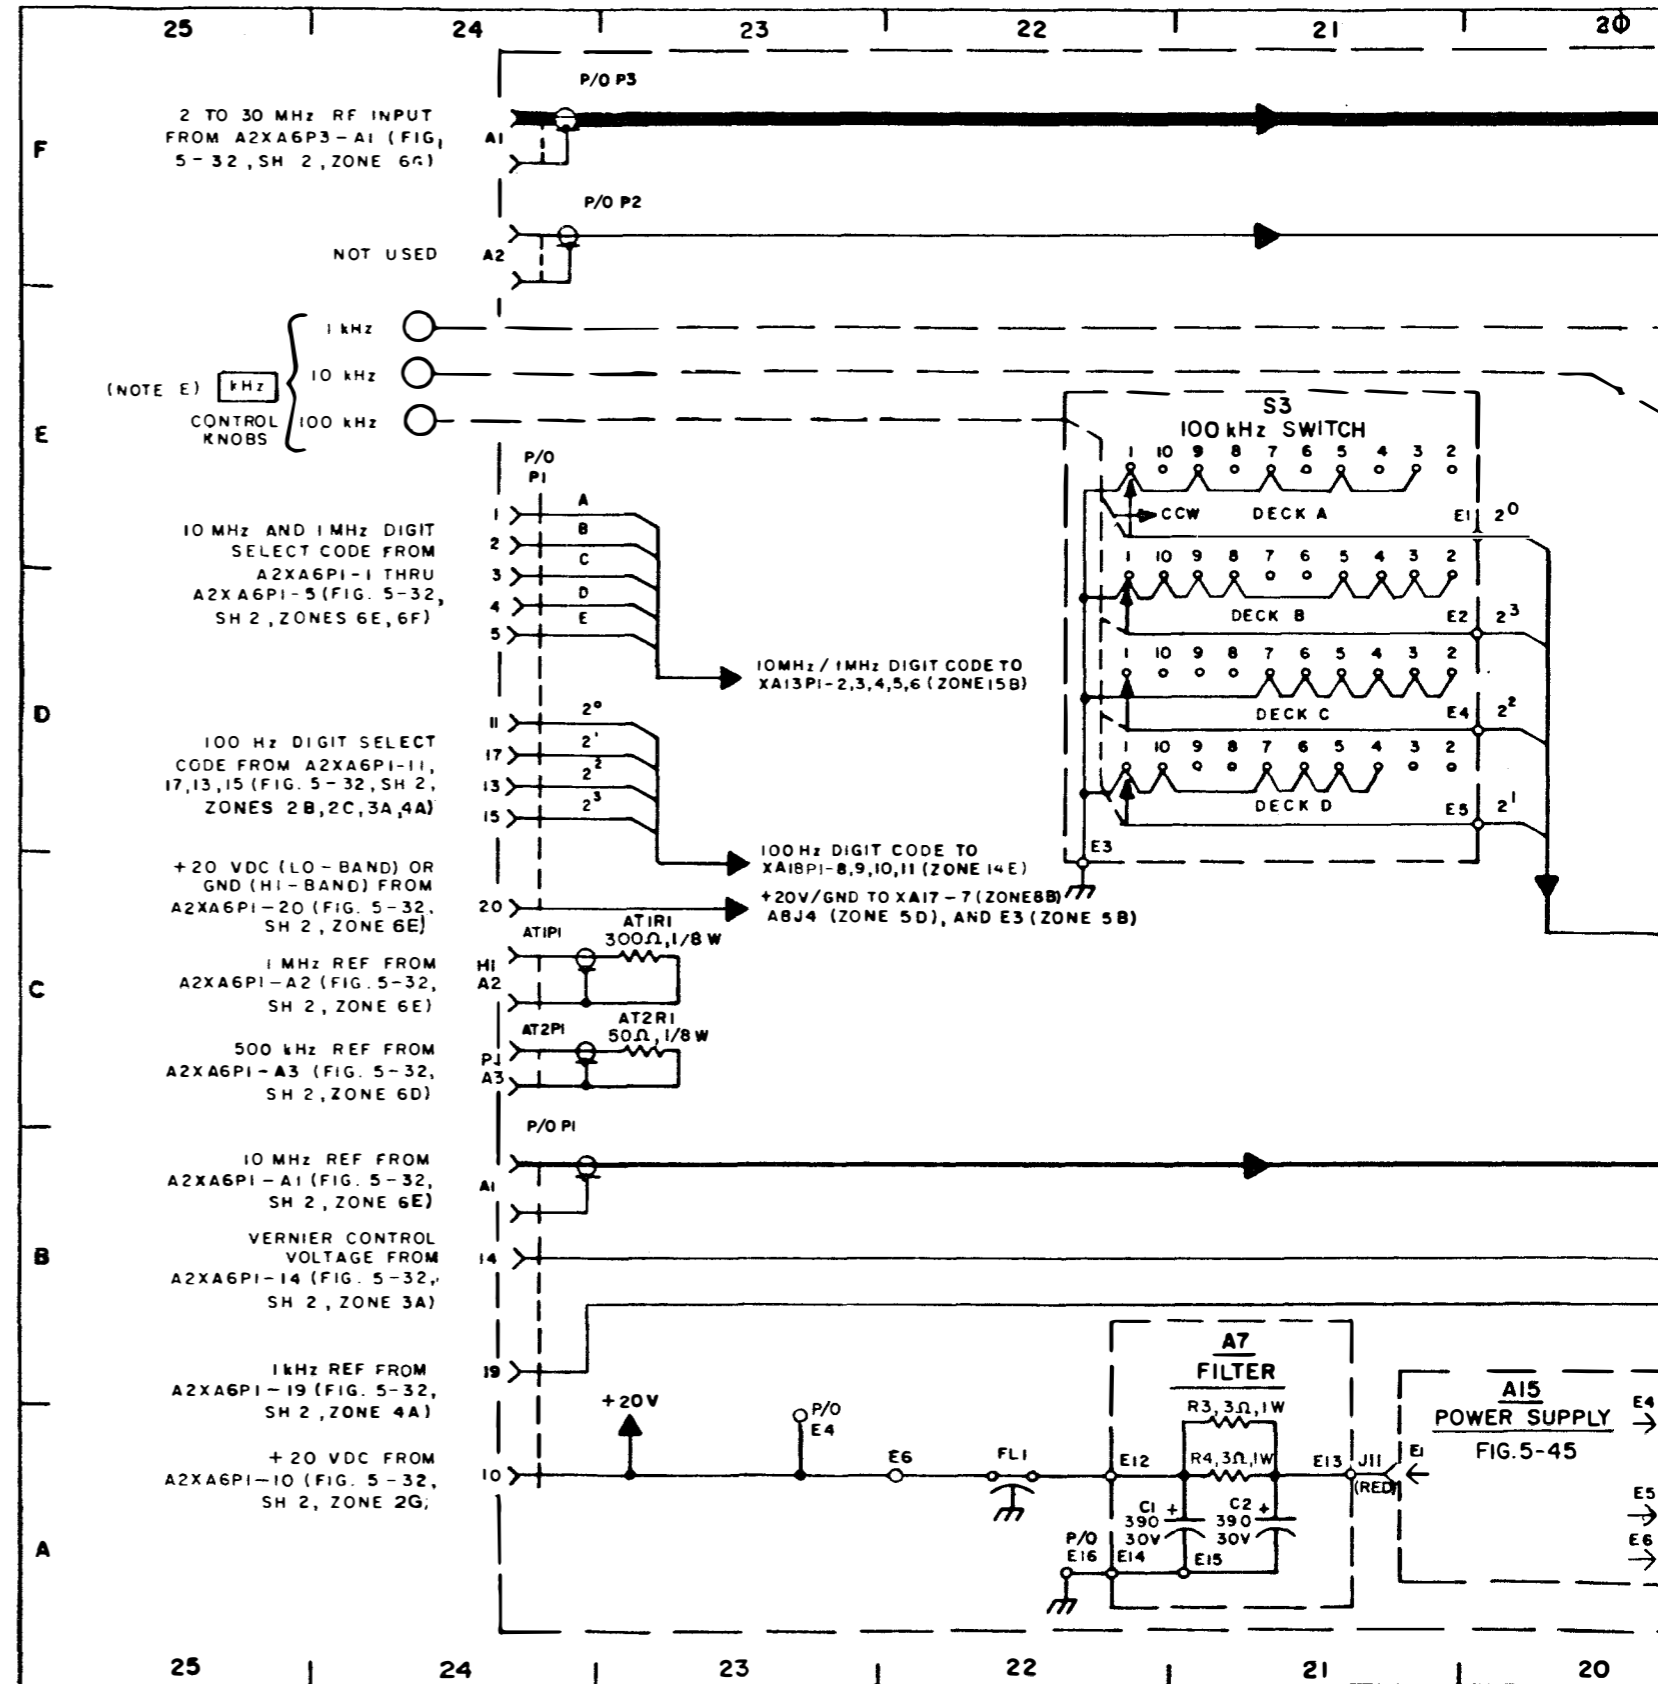 25 24 23 22 21 20
P/O P3
2 TO 30 MHz RF INPUT
FROM A2XA6P3-A1 (FIG,
5-32, SH 2, ZONE 6G)
A1
F
P/O P2
NOT USED
A2
1 kHz
10 kHz
100 kHz
(NOTE E) kHz
CONTROL
KNOBS
E
S3
100 kHz SWITCH
1 10 9 8 7 6 5 4 3 2
CCW DECK A
E1 2⁰
1 10 9 8 7 6 5 4 3 2
DECK B
E2 2³
1 10 9 8 7 6 5 4 3 2
DECK C
E4 2²
1 10 9 8 7 6 5 4 3 2
DECK D
E5 2¹
E3
P/O
P1
10 MHz AND 1 MHz DIGIT
SELECT CODE FROM
A2XA6P1-1 THRU
A2XA6P1-5 (FIG. 5-32,
SH 2, ZONES 6E, 6F)
1 A
2 B
3 C
4 D
5 E
10MHz / 1MHz DIGIT CODE TO
XA13P1-2,3,4,5,6 (ZONE 15B)
D
100 Hz DIGIT SELECT
CODE FROM A2XA6P1-11,
17,13,15 (FIG. 5-32, SH 2,
ZONES 2B,2C,3A,4A)
11 2⁰
17 2¹
13 2²
15 2³
100 Hz DIGIT CODE TO
XA18P1-8,9,10,11 (ZONE 14E)
+20 VDC (LO-BAND) OR
GND (HI-BAND) FROM
A2XA6P1-20 (FIG. 5-32,
SH 2, ZONE 6E)
20
+20V/GND TO XA17-7 (ZONE8B)
A8J4 (ZONE 5D), AND E3 (ZONE 5B)
AT1P1
AT1R1
300Ω, 1/8 W
1 MHz REF FROM
A2XA6P1-A2 (FIG. 5-32,
SH 2, ZONE 6E)
H1
A2
C
AT2P1
AT2R1
50Ω, 1/8 W
500 kHz REF FROM
A2XA6P1-A3 (FIG. 5-32,
SH 2, ZONE 6D)
P1
A3
P/O P1
10 MHz REF FROM
A2XA6P1-A1 (FIG. 5-32,
SH 2, ZONE 6E)
A1
VERNIER CONTROL
VOLTAGE FROM
A2XA6P1-14 (FIG. 5-32,
SH 2, ZONE 3A)
14
B
1kHz REF FROM
A2XA6P1-19 (FIG. 5-32,
SH 2, ZONE 4A)
19
+20 VDC FROM
A2XA6P1-10 (FIG. 5-32,
SH 2, ZONE 2G;
10
+20V
P/O
E4
E6
FL1
A7
FILTER
R3, 3Ω, 1W
R4, 3Ω, 1W
E12
E13
J11
(RED)
E1
C1 +
390
30V
C2 +
390
30V
P/O
E16 E14 E15
A15
POWER SUPPLY
FIG. 5-45
E4
E5
E6
A
25 24 23 22 21 20